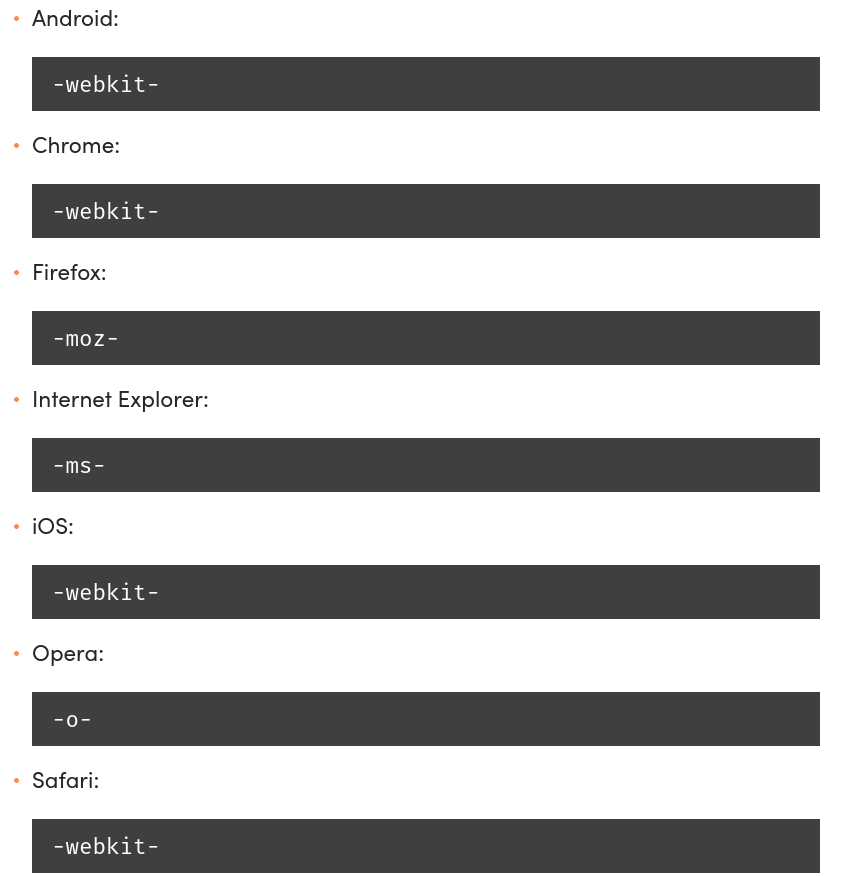 Android:
-webkit-
Chrome:
-webkit-
Firefox:
-moz-
Internet Explorer:
-ms-
iOS:
-webkit-
Opera:
-o-
Safari:
-webkit-